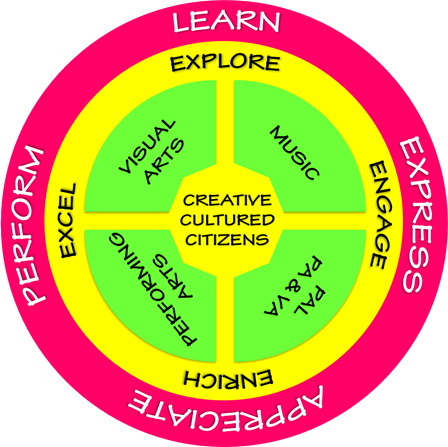 LEARN
EXPLORE
VISUAL
ARTS
MUSIC
EXPRESS
ENGAGE
PERFORM
EXCEL
CREATIVE
CULTURED
CITIZENS
PERFORMING
ARTS
PAL
PA & VA
ENRICH
APPRECIATE